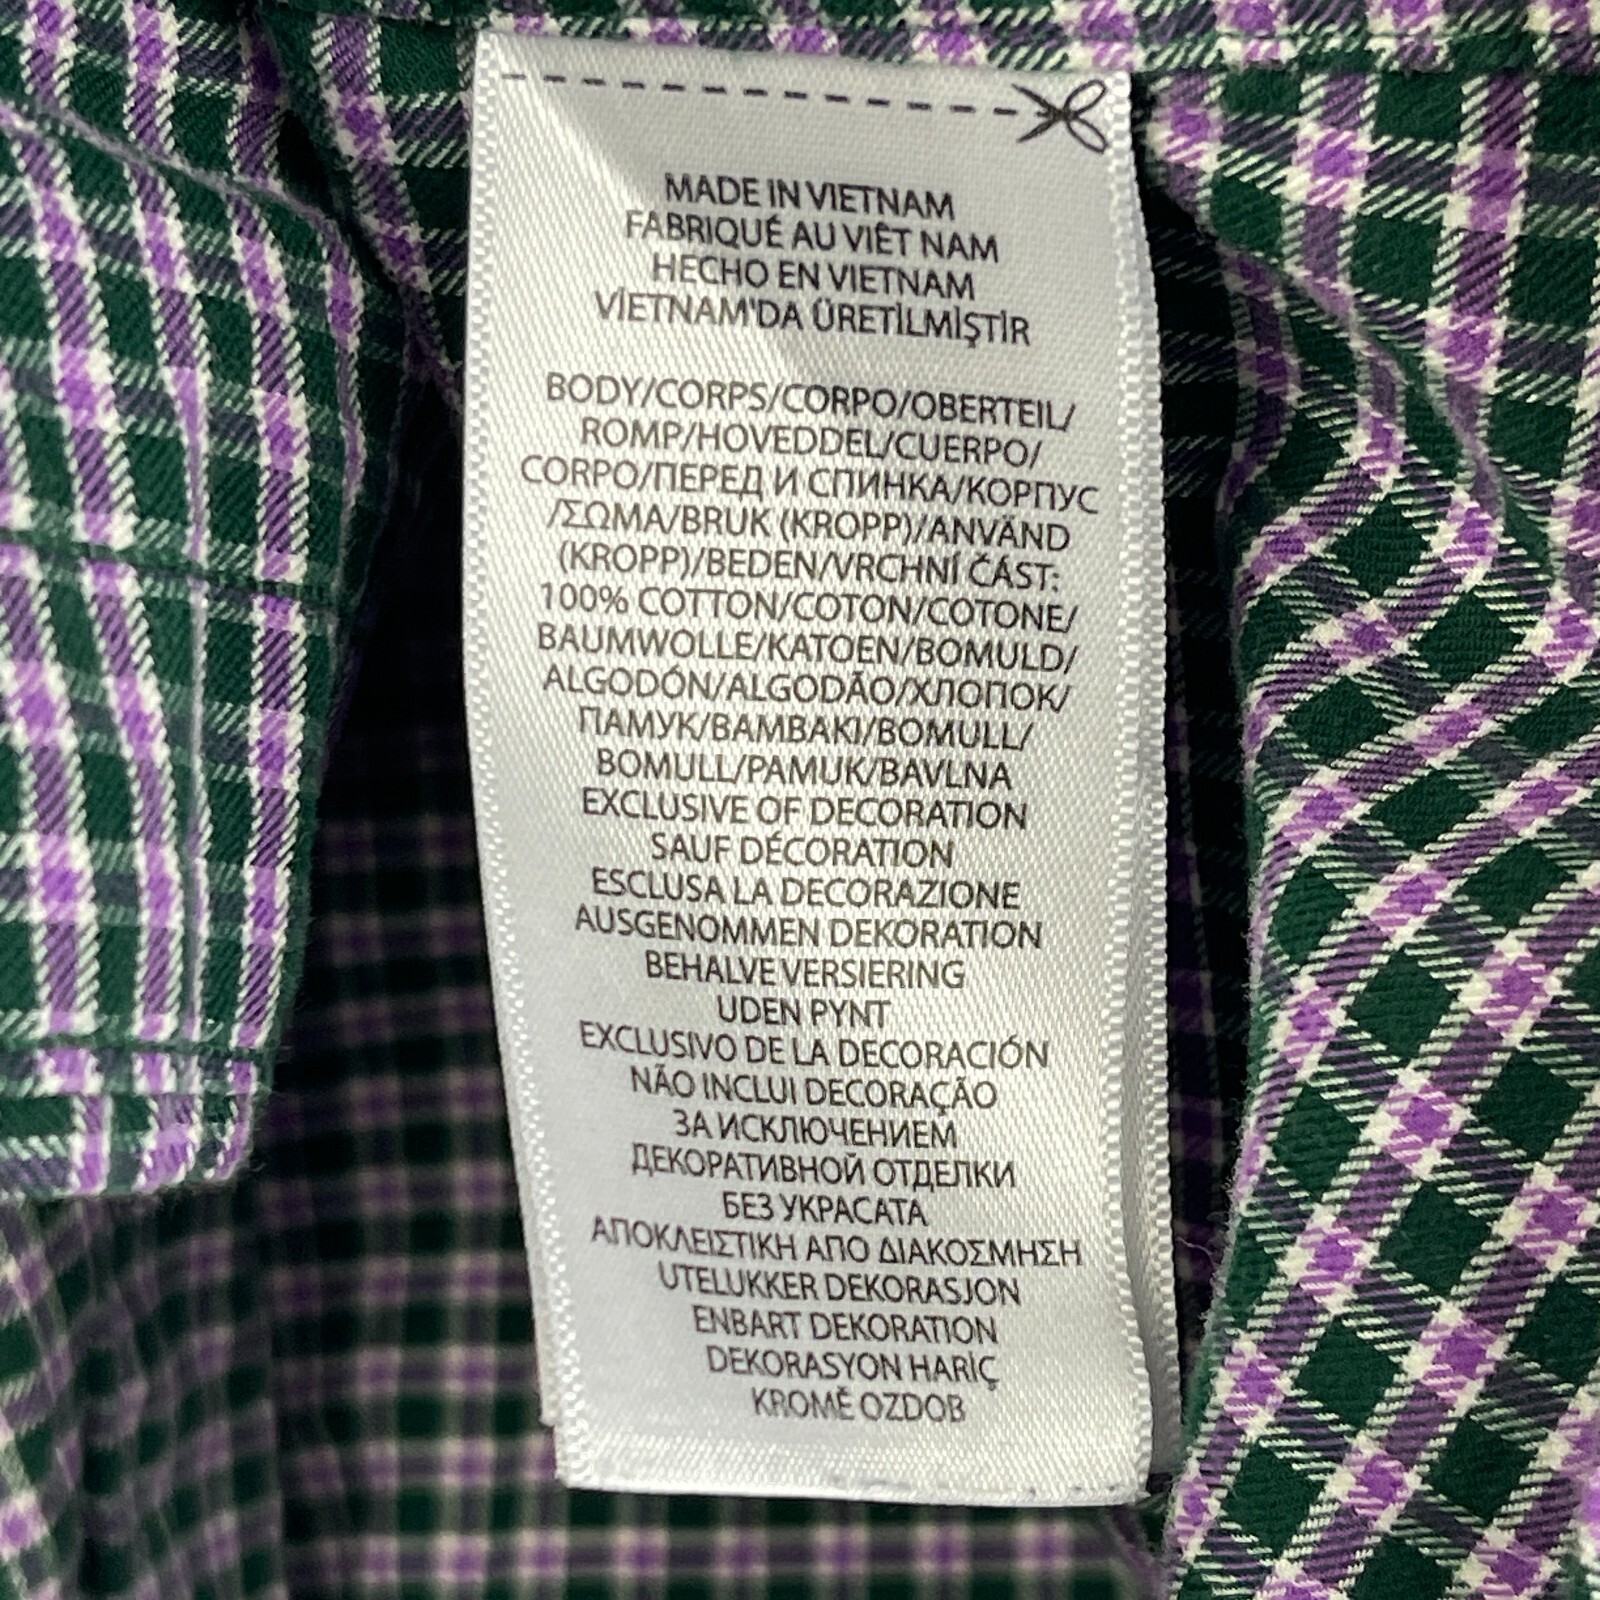 MADE IN VIETNAM
FABRIQUÉ AU VIÊT NAM
HECHO EN VIETNAM
VİETNAM'DA ÜRETİLMİŞTİR
BODY/CORPS/CORPO/OBERTEIL/
ROMP/HOVEDDEL/CUERPO/
CORPO/ПЕРЕД И СПИНКА/КОРПУС
/ΣΩΜΑ/BRUK (KROPP)/ANVÄND
(KROPP)/BEDEN/VRCHNÍ ČÁST:
100% COTTON/COTON/COTONE/
BAUMWOLLE/KATOEN/BOMULD/
ALGODÓN/ALGODÃO/ХЛОПОК/
ПАМУК/ΒΑΜΒΑΚΙ/BOMULL/
BOMULL/PAMUK/BAVLNA
EXCLUSIVE OF DECORATION
SAUF DÉCORATION
ESCLUSA LA DECORAZIONE
AUSGENOMMEN DEKORATION
BEHALVE VERSIERING
UDEN PYNT
EXCLUSIVO DE LA DECORACIÓN
NÃO INCLUI DECORAÇÃO
ЗА ИСКЛЮЧЕНИЕМ
ДЕКОРАТИВНОЙ ОТДЕЛКИ
БЕЗ УКРАСАТА
ΑΠΟΚΛΕΙΣΤΙΚΗ ΑΠΟ ΔΙΑΚΟΣΜΗΣΗ
UTELUKKER DEKORASJON
ENBART DEKORATION
DEKORASYON HARİÇ
KROMĚ OZDOB